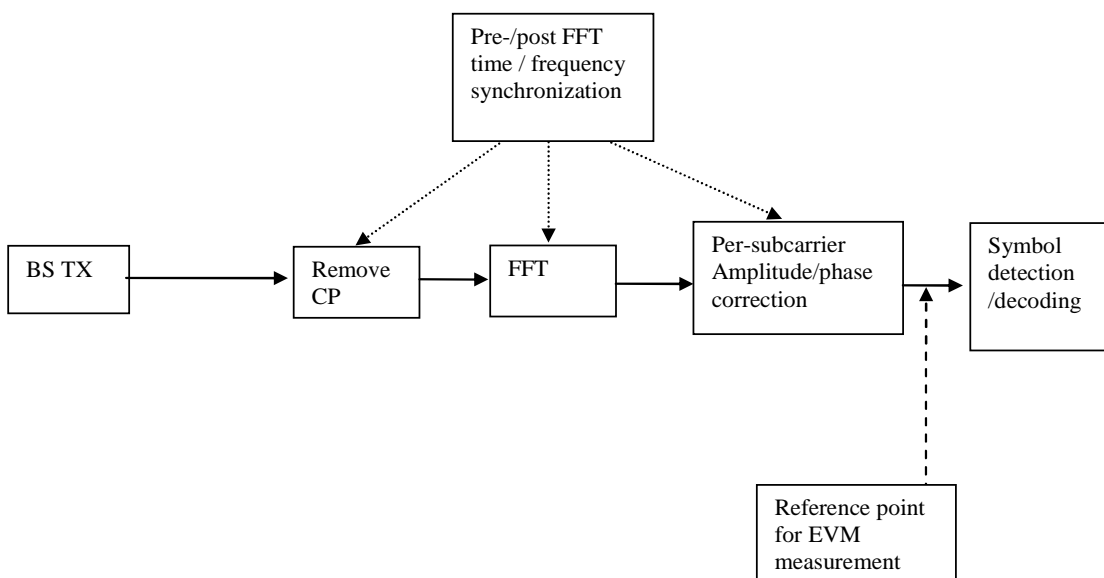 Pre-/post FFT
time / frequency
synchronization
BS TX
Remove
CP
FFT
Per-subcarrier
Amplitude/phase
correction
Symbol
detection
/decoding
Reference point
for EVM
measurement